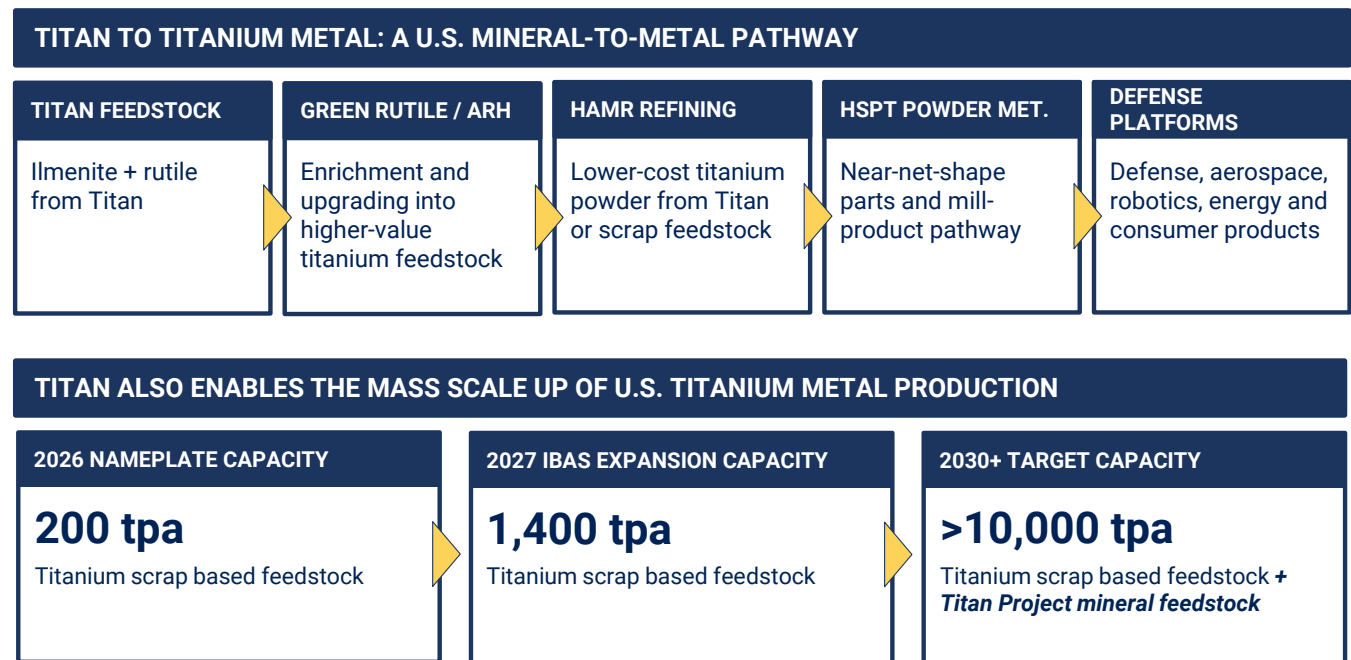 TITAN TO TITANIUM METAL: A U.S. MINERAL-TO-METAL PATHWAY
TITAN FEEDSTOCK
Ilmenite + rutile
from Titan
GREEN RUTILE / ARH
Enrichment and
upgrading into
higher-value
titanium feedstock
HAMR REFINING
Lower-cost titanium
powder from Titan
or scrap feedstock
HSPT POWDER MET.
Near-net-shape
parts and mill-
product pathway
DEFENSE
PLATFORMS
Defense, aerospace,
robotics, energy and
consumer products
TITAN ALSO ENABLES THE MASS SCALE UP OF U.S. TITANIUM METAL PRODUCTION
2026 NAMEPLATE CAPACITY
200 tpa
Titanium scrap based feedstock
2027 IBAS EXPANSION CAPACITY
1,400 tpa
Titanium scrap based feedstock
2030+ TARGET CAPACITY
>10,000 tpa
Titanium scrap based feedstock +
Titan Project mineral feedstock